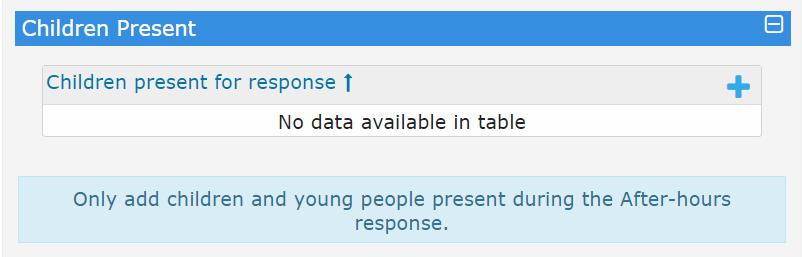 Children Present
Children present for response
No data available in table
Only add children and young people present during the After-hours
response.